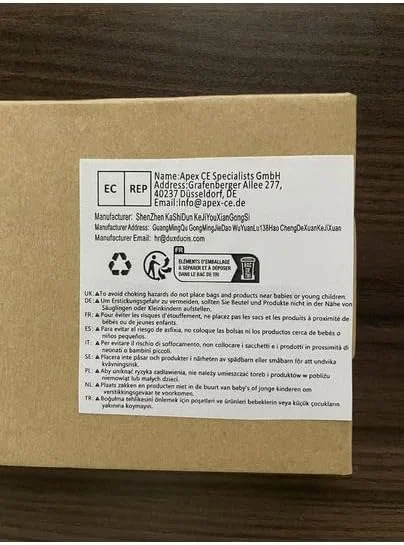 EC REP
Name:Apex CE Specialists GmbH
Address:Grafenberger Allee 277,
40237 Düsseldorf, DE
Email:Info@apex-ce.de
Manufacturer: ShenZhen KaShiDun KeJiYouXianGongSi
Manufacturer Address: GuangMingQu GongMingJieDao WuYuanLu138Hao ChengDeXuanKeJiXuan
Manufacturer Email: hr@duxducis.com
FR
ÉLÉMENTS D'EMBALLAGE
À SÉPARER ET À DÉPOSER
DANS LE BAC DE TRI
BAC
DE
TRI
UK:▲To avoid choking hazards do not place bags and products near babies or young children.
DE:▲Um Erstickungsgefahr zu vermeiden, sollten Sie Beutel und Produkte nicht in der Nähe von
Säuglingen oder Kleinkindern aufstellen.
FR:▲Pour éviter les risques d'étouffement, ne placez pas les sacs et les produits à proximité de
bébés ou de jeunes enfants.
ES:▲Para evitar el riesgo de asfixia, no coloque las bolsas ni los productos cerca de bebés o
niños pequeños.
IT:▲Per evitare il rischio di soffocamento, non collocare i sacchetti e i prodotti in prossimità di
neonati o bambini piccoli.
SE:▲Placera inte påsar och produkter i närheten av spädbarn eller småbarn för att undvika
kvävningsrisk.
PL:▲Aby uniknąć ryzyka zadławienia, nie należy umieszczać toreb i produktów w pobliżu
niemowląt lub małych dzieci.
NL:▲Plaats zakken en producten niet in de buurt van baby's of jonge kinderen om
verstikkingsgevaar te voorkomen.
TR:▲Boğulma tehlikesini önlemek için poşetleri ve ürünleri bebeklerin veya küçük çocukların
yakınına koymayın.